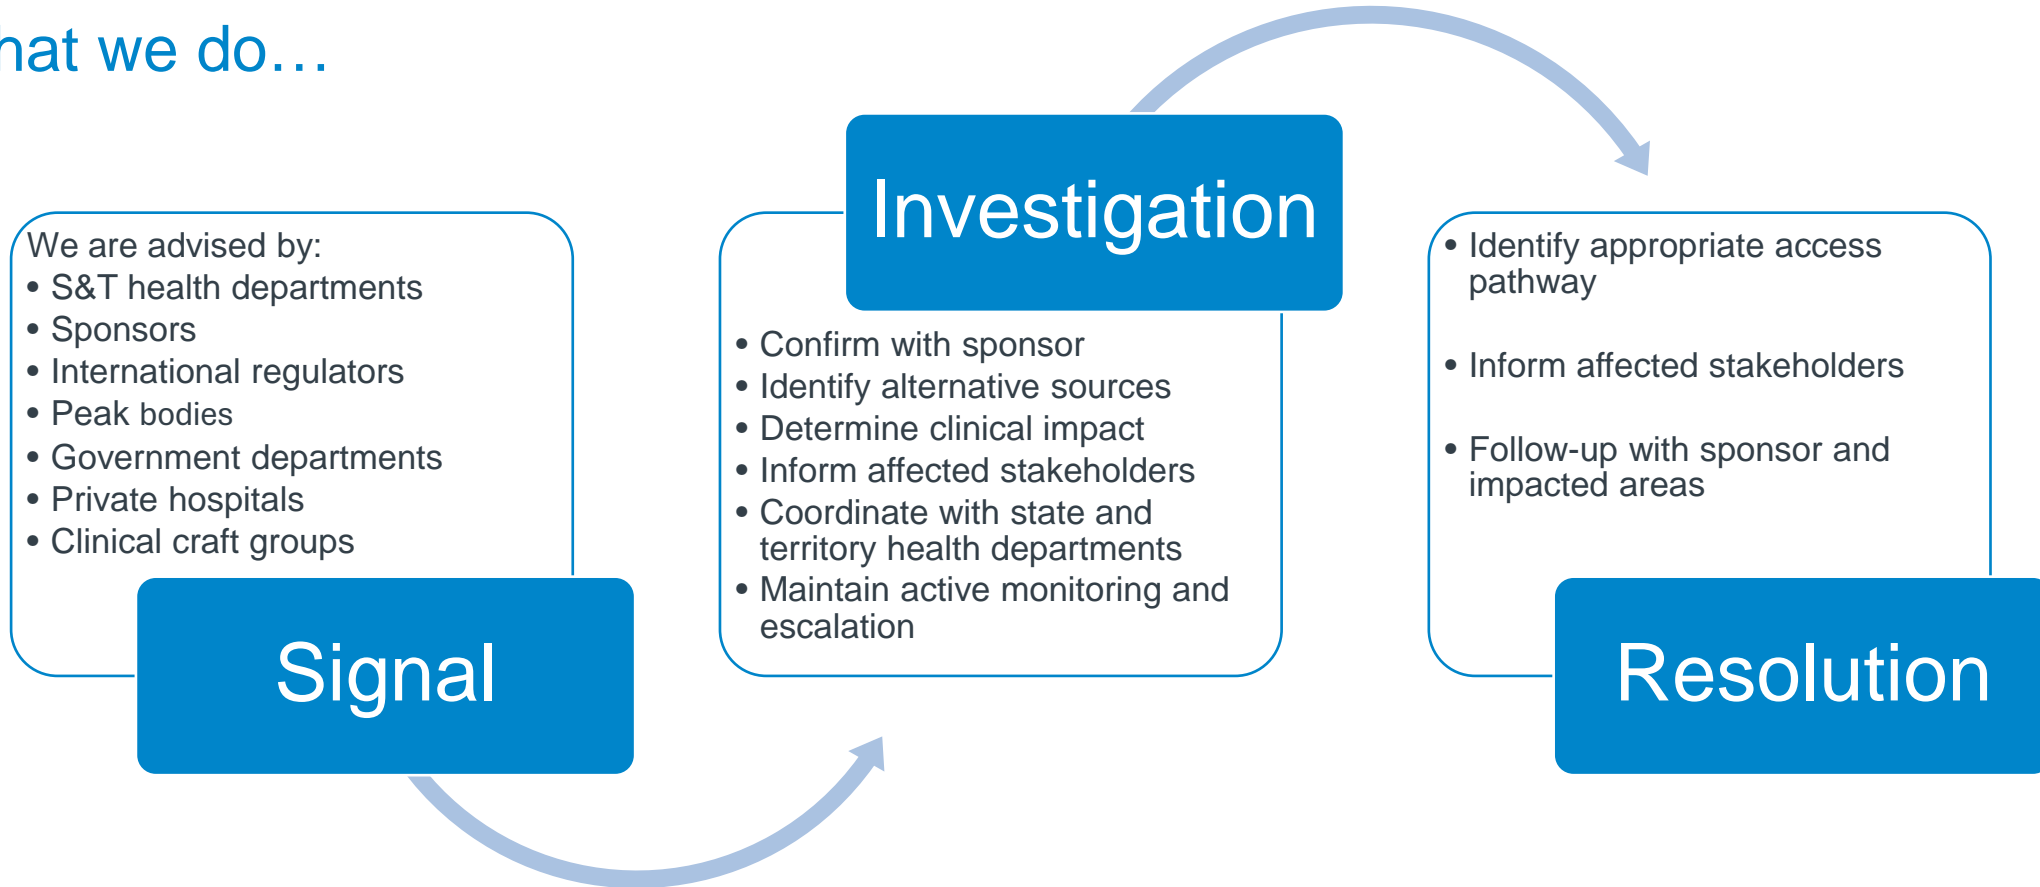 hat we do…
We are advised by:
• S&T health departments
• Sponsors
• International regulators
• Peak bodies
• Government departments
• Private hospitals
• Clinical craft groups
Signal
Investigation
• Confirm with sponsor
• Identify alternative sources
• Determine clinical impact
• Inform affected stakeholders
• Coordinate with state and
territory health departments
• Maintain active monitoring and
escalation
• Identify appropriate access
pathway
• Inform affected stakeholders
• Follow-up with sponsor and
impacted areas
Resolution